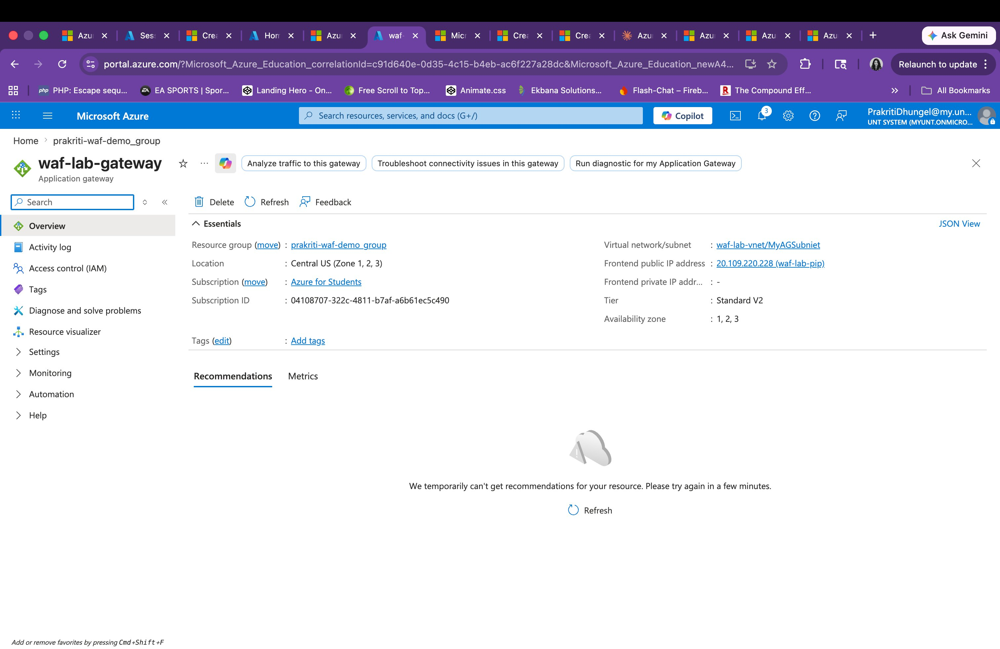 Azu
Ses
Crea
Hom
Azu
waf-
Micr
Crea
Crea
Azu
Azu
Azu
Azu
Ask Gemini
portal.azure.com/?Microsoft_Azure_Education_correlationId=c91d640e-0d35-4c15-b4eb-ac6f227a28dc&Microsoft_Azure_Education_newA4...
Relaunch to update
php PHP: Escape sequ...
EA SPORTS | Spor...
Landing Hero - On...
Free Scroll to Top...
Animate.css
Ekbana Solutions...
Flash-Chat – Fireb...
R The Compound Eff...
All Bookmarks
Microsoft Azure
Search resources, services, and docs (G+/)
Copilot
3
PrakritiDhungel@my.un...
UNT SYSTEM (MYUNT.ONMICRO...
Home > prakriti-waf-demo_group
waf-lab-gateway
Application gateway
Analyze traffic to this gateway
Troubleshoot connectivity issues in this gateway
Run diagnostic for my Application Gateway
Search
Overview
Activity log
Access control (IAM)
Tags
Diagnose and solve problems
Resource visualizer
Settings
Monitoring
Automation
Help
Delete
Refresh
Feedback
Essentials
JSON View
Resource group (move) : prakriti-waf-demo_group
Location : Central US (Zone 1, 2, 3)
Subscription (move) : Azure for Students
Subscription ID : 04108707-322c-4811-b7af-a6b61ec5c490
Virtual network/subnet : waf-lab-vnet/MyAGSubniet
Frontend public IP address : 20.109.220.228 (waf-lab-pip)
Frontend private IP addr... : -
Tier : Standard V2
Availability zone : 1, 2, 3
Tags (edit) : Add tags
Recommendations
Metrics
We temporarily can't get recommendations for your resource. Please try again in a few minutes.
Refresh
Add or remove favorites by pressing Cmd+Shift+F